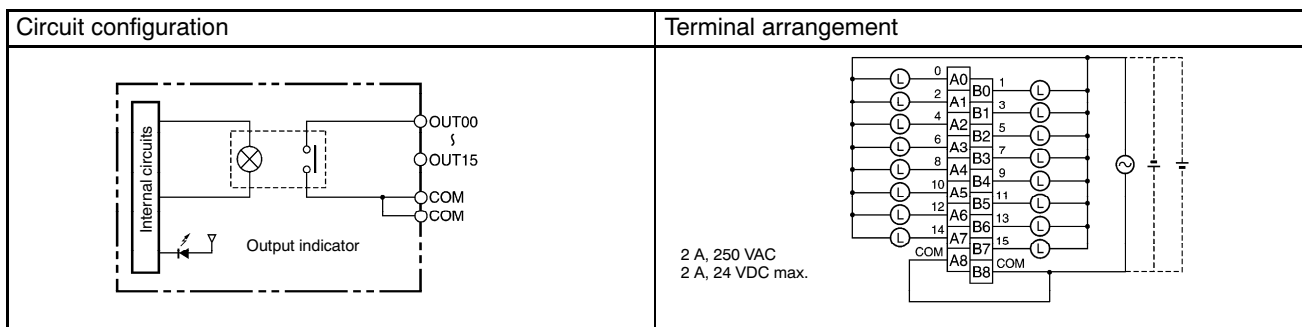 Circuit configuration
Terminal arrangement
Internal circuits
OUT00
OUT15
COM
COM
Output indicator
L 0 A0
B0 1 L
L 2 A1
B1 3 L
L 4 A2
B2 5 L
L 6 A3
B3 7 L
L 8 A4
B4 9 L
L 10 A5
B5 11 L
L 12 A6
B6 13 L
L 14 A7
B7 15 L
COM A8
B8 COM
2 A, 250 VAC
2 A, 24 VDC max.